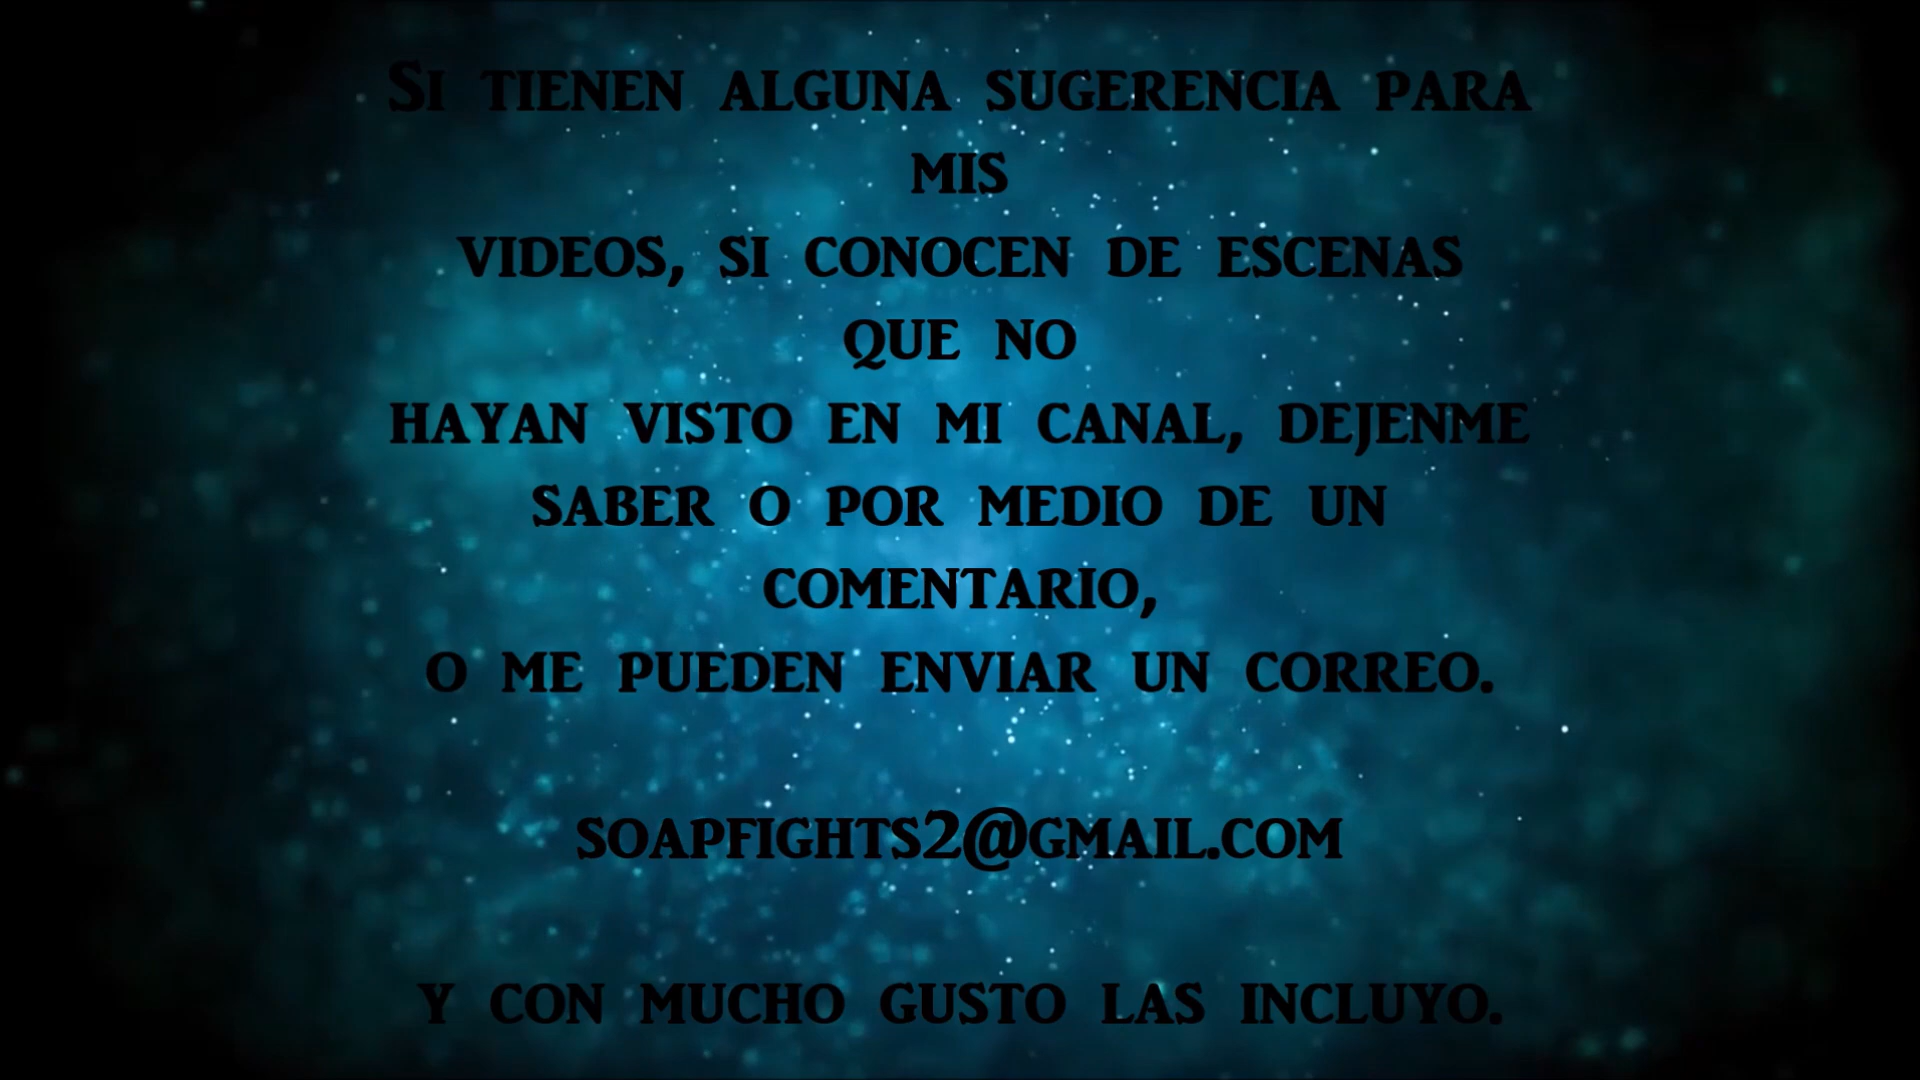 Si tienen alguna sugerencia para
mis
videos, si conocen de escenas
que no
hayan visto en mi canal, dejenme
saber o por medio de un
comentario,
o me pueden enviar un correo.
soapfights2@gmail.com
y con mucho gusto las incluyo.